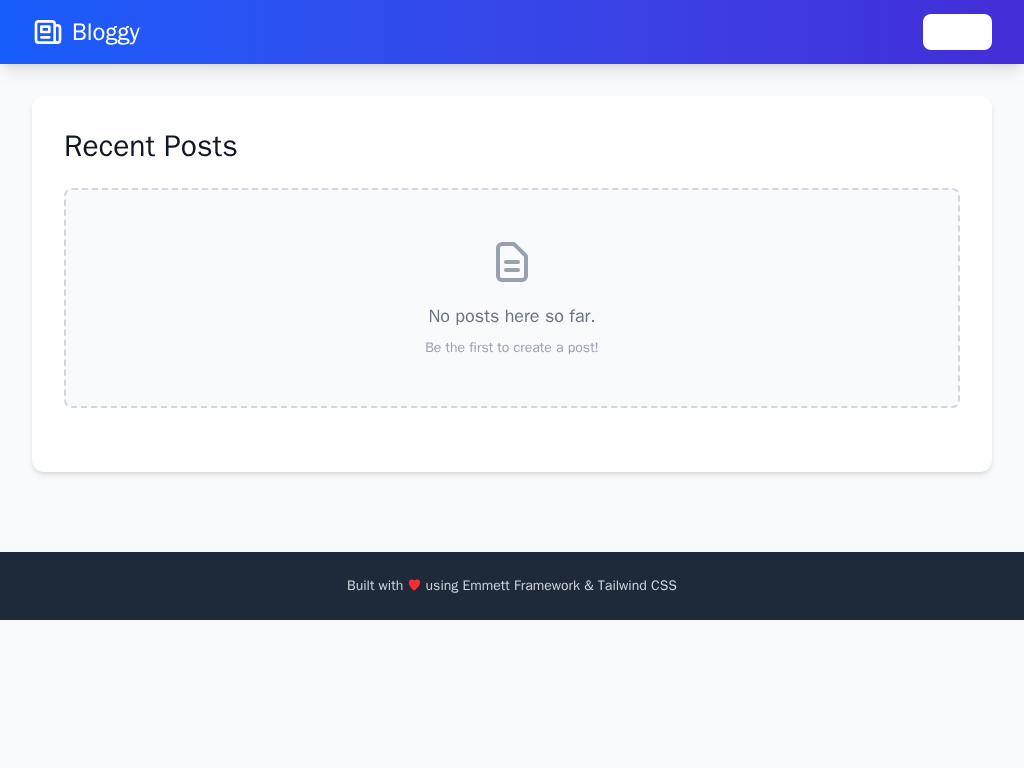 Bloggy
Recent Posts
No posts here so far.
Be the first to create a post!
Built with ❤ using Emmett Framework & Tailwind CSS